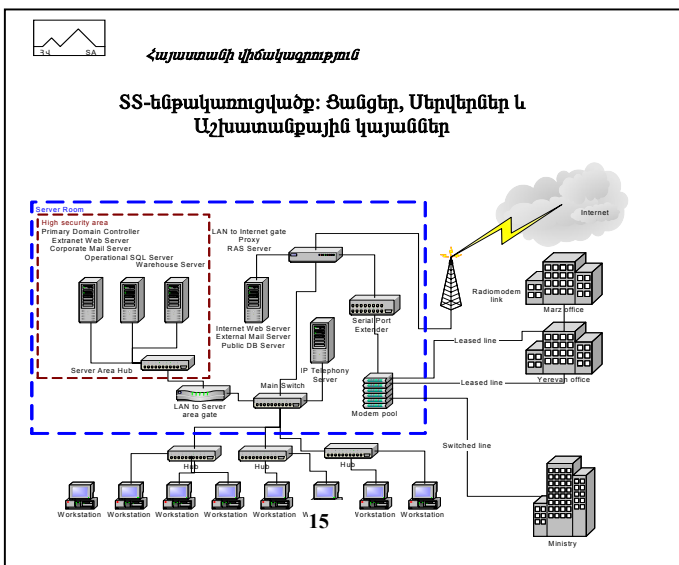 ՅՎ SA
Հայաստանի վիճակագրություն
ՏՏ-ենթակառուցվածք: Ցանցեր, Սերվերներ և
Աշխատանքային կայաններ
Server Room
High security area
Primary Domain Controller
Extranet Web Server
Corporate Mail Server
Operational SQL Server
Warehouse Server
LAN to Internet gate
Proxy
RAS Server
Internet
Radiomodem
link
Marz office
Serial Port
Extender
Internet Web Server
External Mail Server
Public DB Server
IP Telephony
Server
Leased line
Server Area Hub
Main Switch
Leased line
Yerevan office
LAN to Server
area gate
Modem pool
Switched line
Hub
Hub
Hub
Workstation
Workstation
Workstation
Workstation
Workstation
W
Workstation
Workstation
15
Ministry